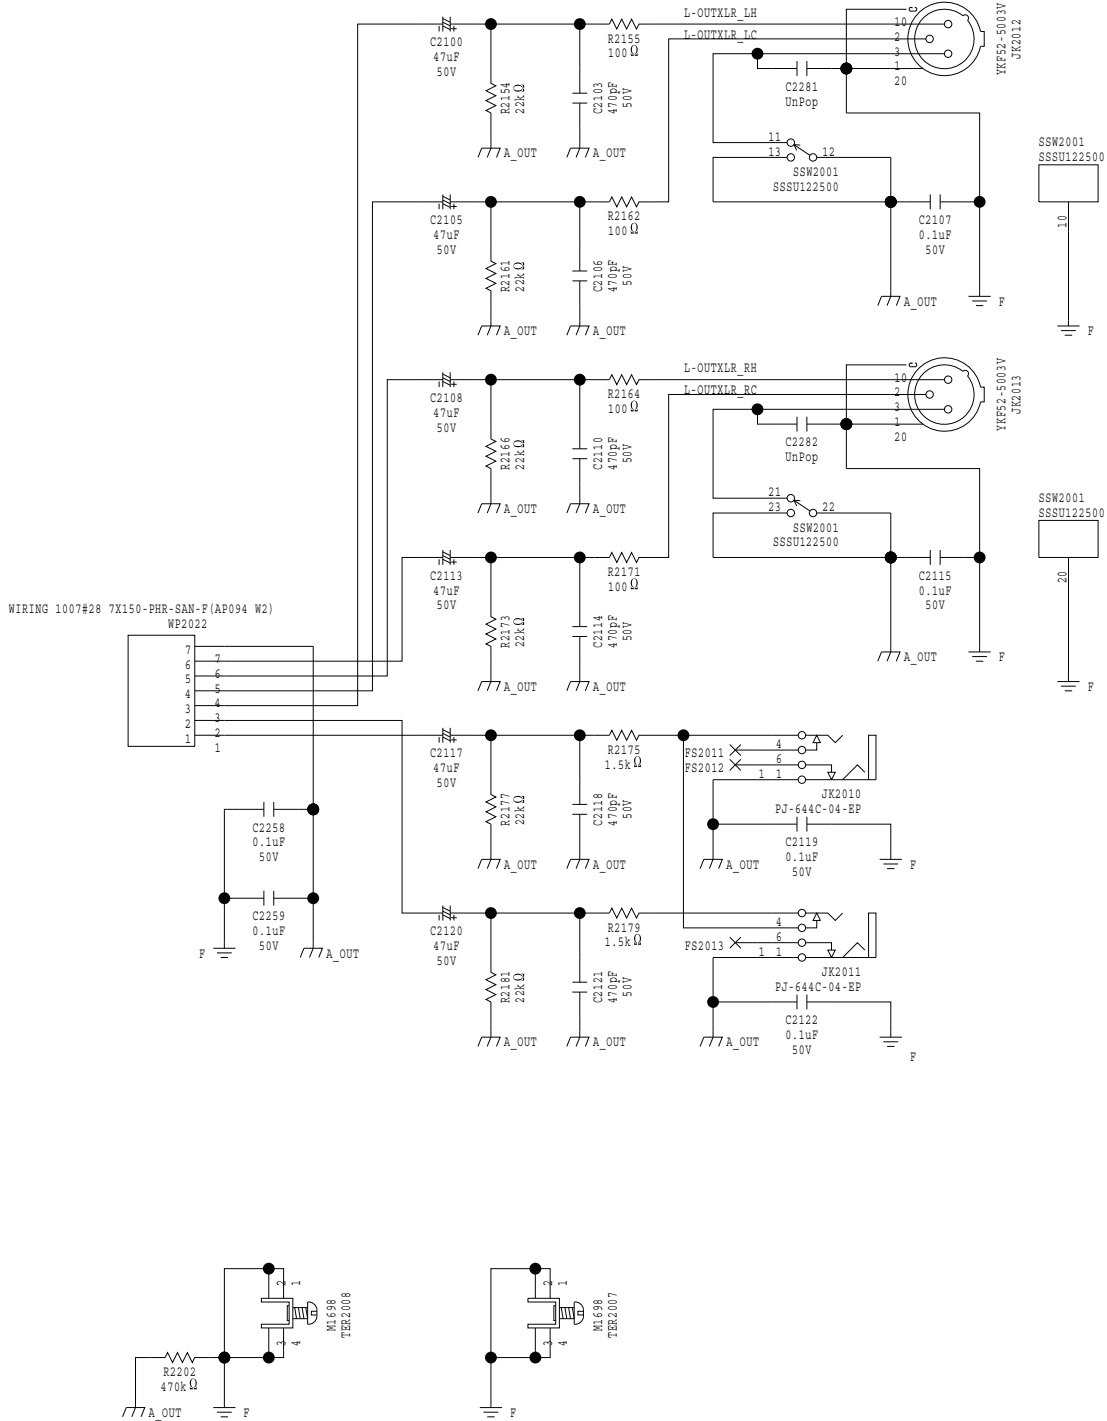 L-OUTXLR_LH
C
10
C2100
47uF
50V
R2155
100Ω
L-OUTXLR_LC
2
3
1
20
YKF52-5003V
JK2012
C2281
UnPop
R2154
22kΩ
C2103
470pF
50V
A_OUT
A_OUT
11
13
12
SSW2001
SSSU122500
SSW2001
SSSU122500
10
F
C2105
47uF
50V
R2162
100Ω
C2107
0.1uF
50V
R2161
22kΩ
C2106
470pF
50V
A_OUT
A_OUT
A_OUT
F
L-OUTXLR_RH
C
10
C2108
47uF
50V
R2164
100Ω
L-OUTXLR_RC
2
3
1
20
YKF52-5003V
JK2013
C2282
UnPop
R2166
22kΩ
C2110
470pF
50V
A_OUT
A_OUT
21
23
22
SSW2001
SSSU122500
SSW2001
SSSU122500
20
F
C2113
47uF
50V
R2171
100Ω
C2115
0.1uF
50V
R2173
22kΩ
C2114
470pF
50V
A_OUT
A_OUT
A_OUT
F
WIRING 1007#28 7X150-PHR-SAN-F(AP094 W2)
WP2022
7
6 7
5 6
4 5
3 4
2 3
1 2
1
C2117
47uF
50V
R2175
1.5kΩ
FS2011
4
FS2012
6
1 1
JK2010
PJ-644C-04-EP
R2177
22kΩ
C2118
470pF
50V
C2119
0.1uF
50V
A_OUT
A_OUT
A_OUT
F
C2258
0.1uF
50V
C2259
0.1uF
50V
F
A_OUT
C2120
47uF
50V
R2179
1.5kΩ
4
FS2013
6
1 1
JK2011
PJ-644C-04-EP
R2181
22kΩ
C2121
470pF
50V
C2122
0.1uF
50V
A_OUT
A_OUT
A_OUT
F
2 1
3 4
M1698
TER2008
R2202
470kΩ
A_OUT
F
2 1
3 4
M1698
TER2007
F